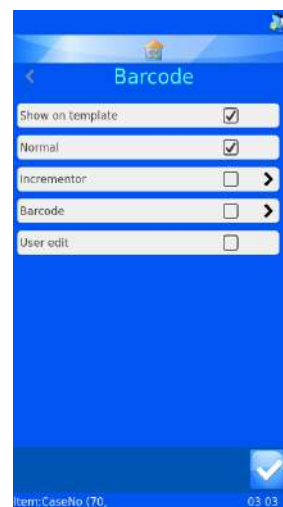 Barcode
Show on template
Normal
Incrementor
Barcode
User edit
Item:CaseNo (70,
03 03